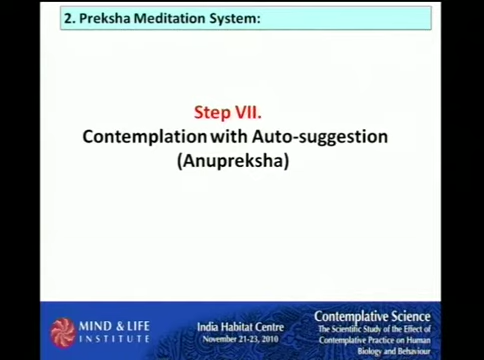 2. Preksha Meditation System:
Step VII.
Contemplation with Auto-suggestion
(Anupreksha)
MIND & LIFE
INSTITUTE
India Habitat Centre
November 21-23, 2010
Contemplative Science
The Scientific Study of the Effect of
Contemplative Practice on Human
Biology and Behaviour